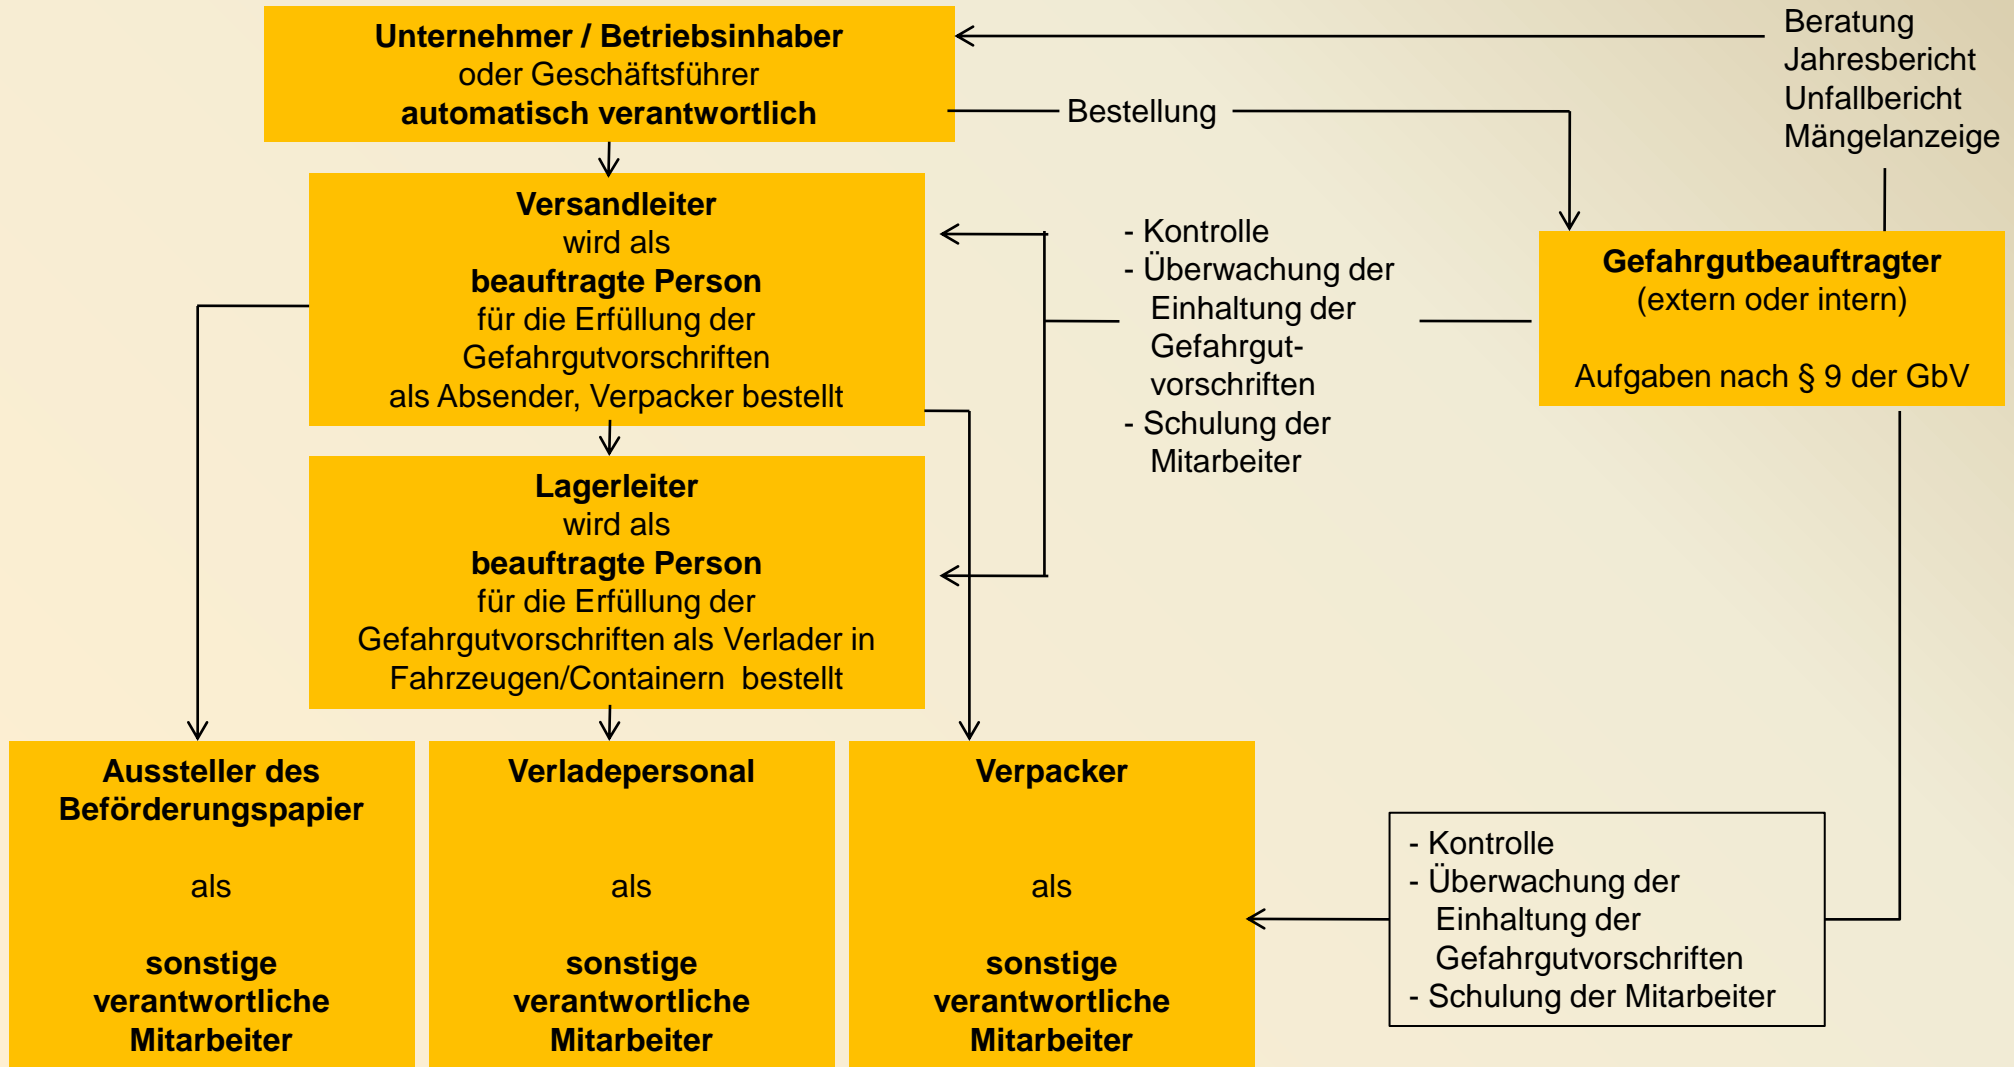 Unternehmer / Betriebsinhaber
oder Geschäftsführer
automatisch verantwortlich
Bestellung
Beratung
Jahresbericht
Unfallbericht
Mängelanzeige
Versandleiter
wird als
beauftragte Person
für die Erfüllung der
Gefahrgutvorschriften
als Absender, Verpacker bestellt
- Kontrolle
- Überwachung der
Einhaltung der
Gefahrgut-
vorschriften
- Schulung der
Mitarbeiter
Gefahrgutbeauftragter
(extern oder intern)
Aufgaben nach § 9 der GbV
Lagerleiter
wird als
beauftragte Person
für die Erfüllung der
Gefahrgutvorschriften als Verlader in
Fahrzeugen/Containern bestellt
Aussteller des
Beförderungspapier
als
sonstige
verantwortliche
Mitarbeiter
Verladepersonal
als
sonstige
verantwortliche
Mitarbeiter
Verpacker
als
sonstige
verantwortliche
Mitarbeiter
- Kontrolle
- Überwachung der
Einhaltung der
Gefahrgutvorschriften
- Schulung der Mitarbeiter